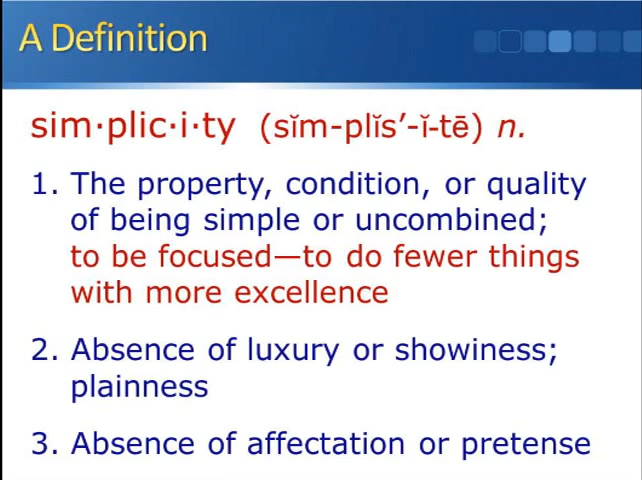 A Definition
sim·plic·i·ty (sĭm-plĭs′-ĭ-tē) n.
1. The property, condition, or quality
of being simple or uncombined;
to be focused—to do fewer things
with more excellence
2. Absence of luxury or showiness;
plainness
3. Absence of affectation or pretense